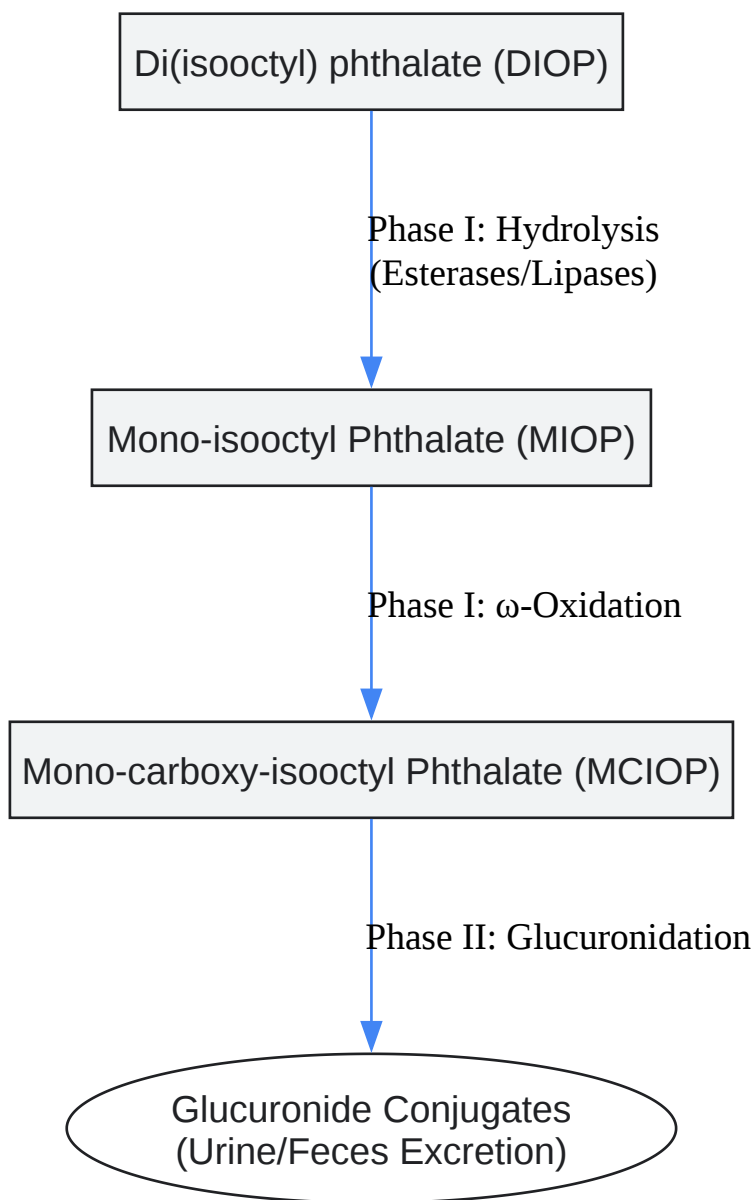 Di(isooctyl) phthalate (DIOP)
Phase I: Hydrolysis
(Esterases/Lipases)
Mono-isooctyl Phthalate (MIOP)
Phase I: ω-Oxidation
Mono-carboxy-isooctyl Phthalate (MCIOP)
Phase II: Glucuronidation
Glucuronide Conjugates
(Urine/Feces Excretion)